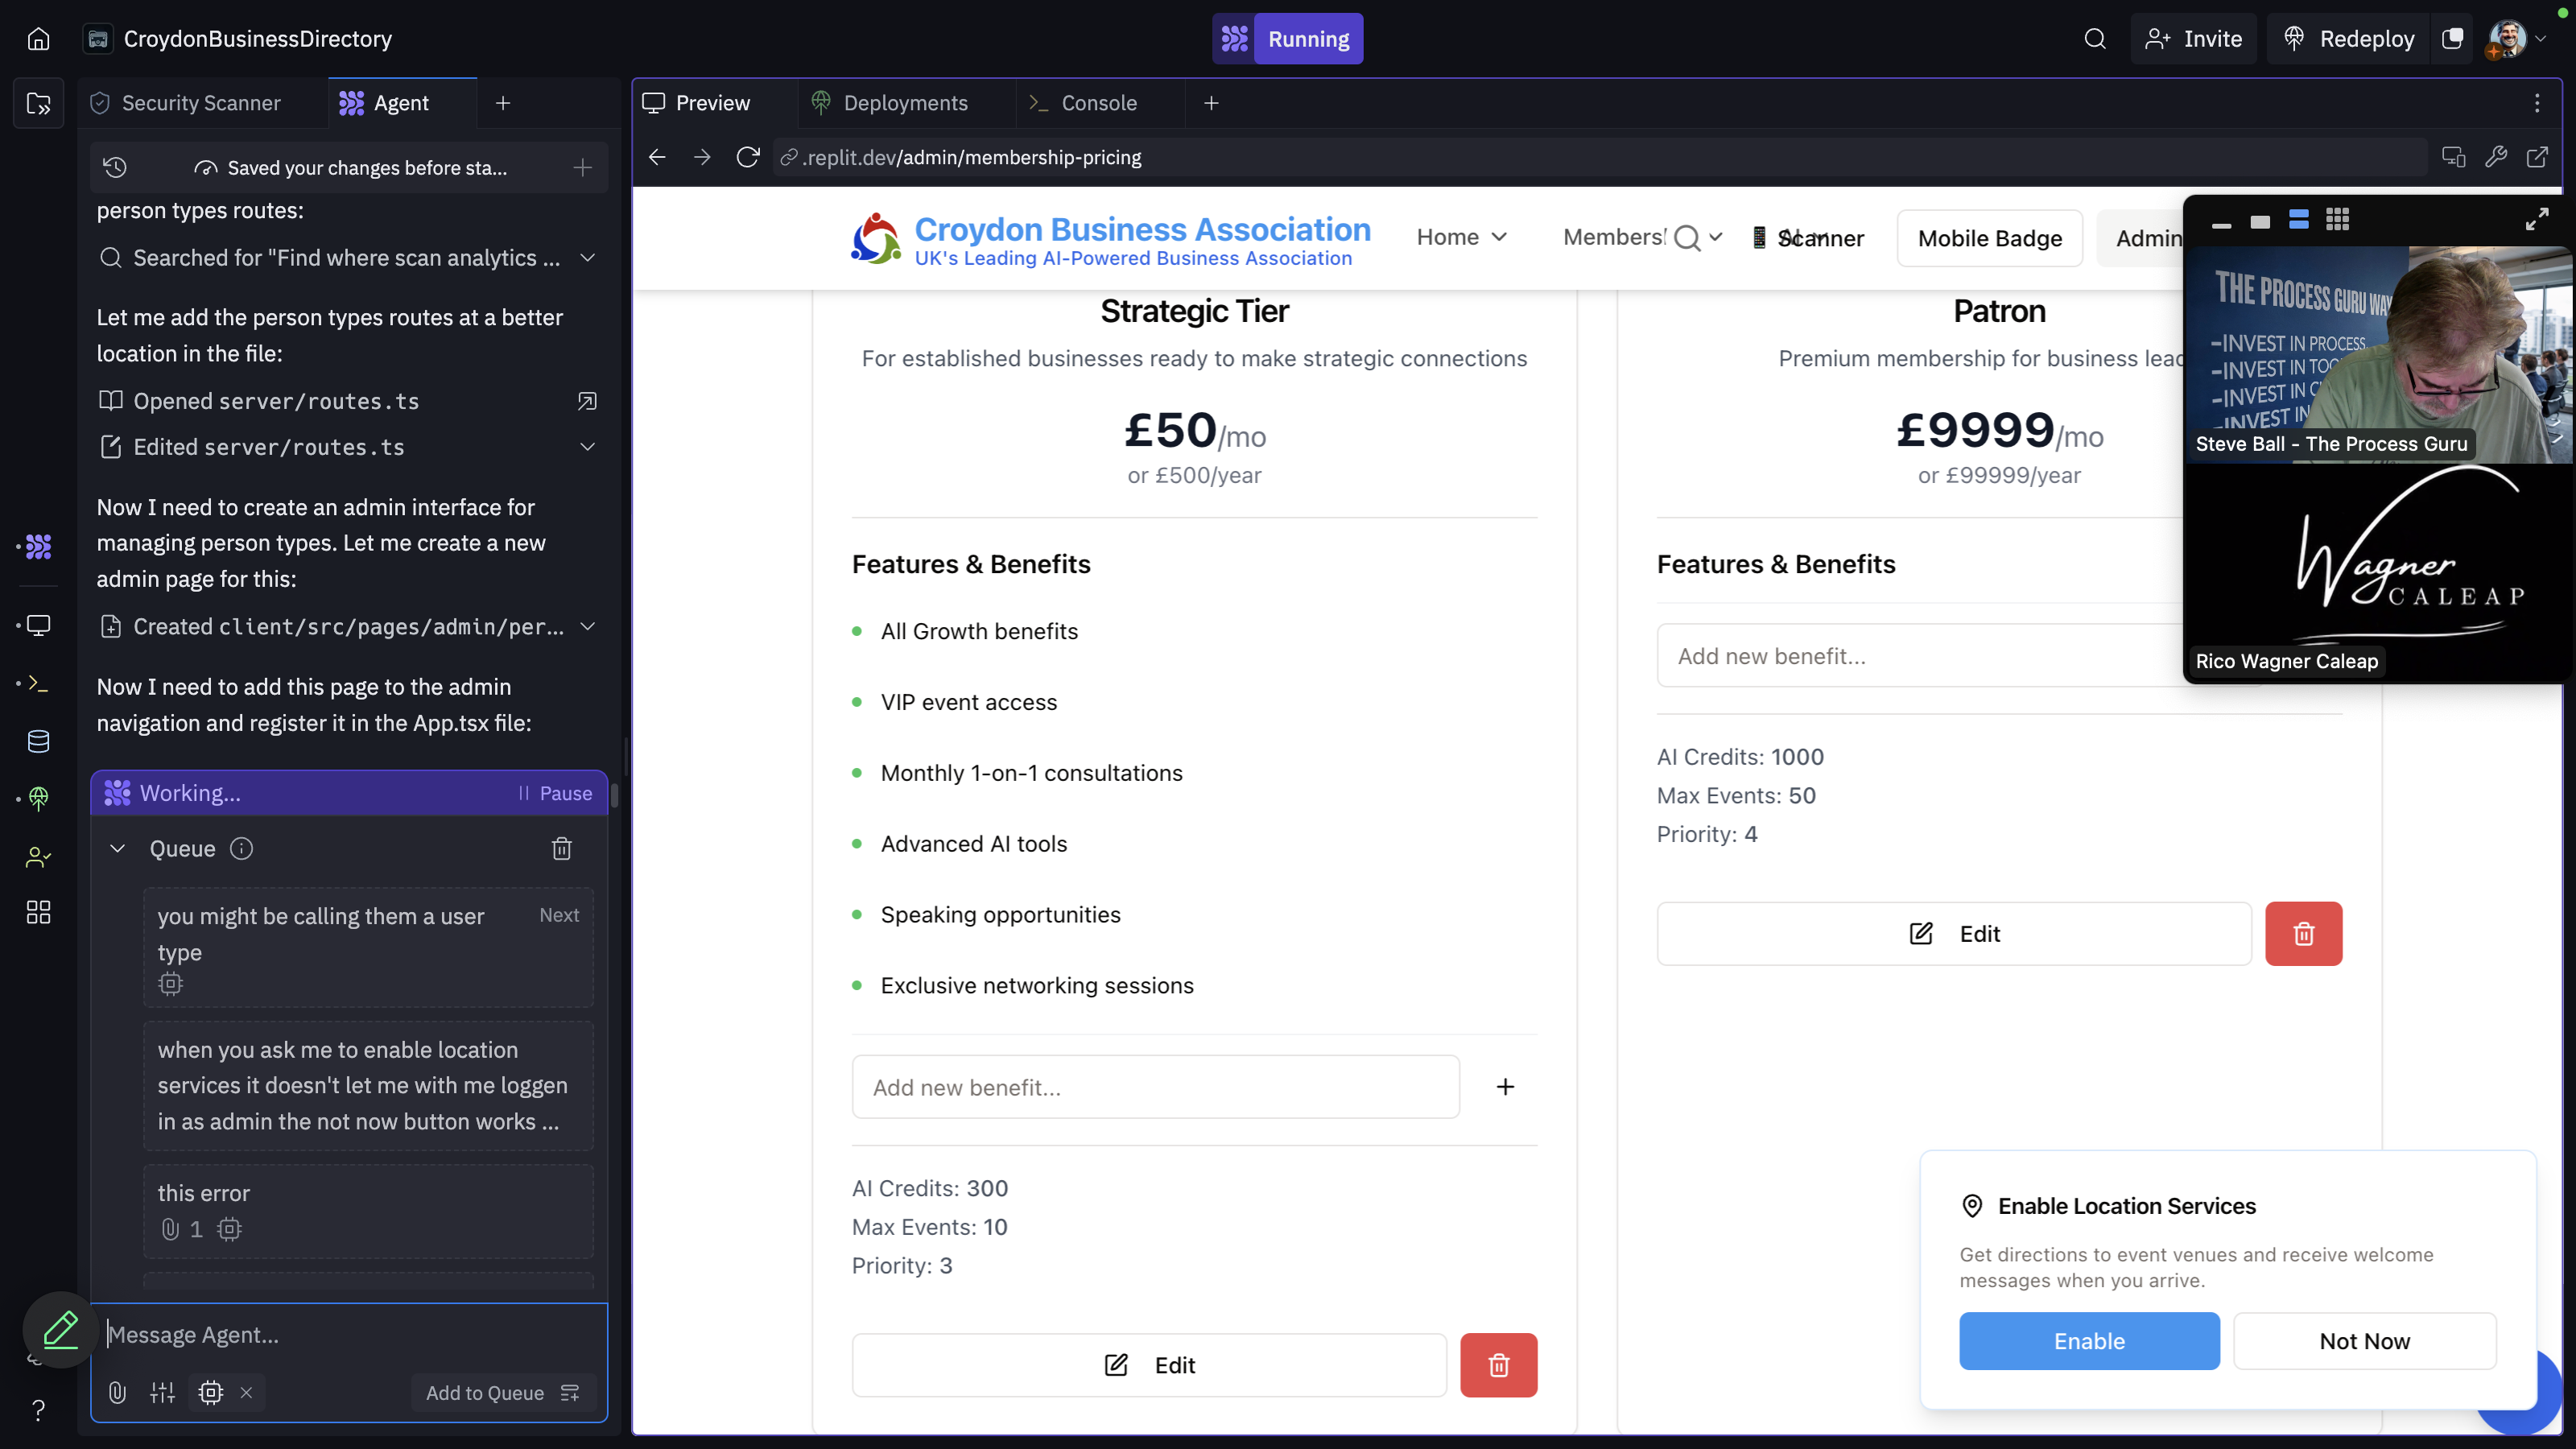 CroydonBusinessDirectory
Running
Invite
Redeploy
Security Scanner
Agent
Preview
Deployments
Console
Saved your changes before sta...
.replit.dev/admin/membership-pricing
person types routes:
Searched for "Find where scan analytics ...
Let me add the person types routes at a better
location in the file:
Opened server/routes.ts
Edited server/routes.ts
Now I need to create an admin interface for
managing person types. Let me create a new
admin page for this:
Created client/src/pages/admin/per...
Now I need to add this page to the admin
navigation and register it in the App.tsx file:
Working...
Pause
Queue
you might be calling them a user
type
Next
when you ask me to enable location
services it doesn't let me with me loggen
in as admin the not now button works ...
this error
1
Message Agent...
Add to Queue
?
Croydon Business Association
UK's Leading AI-Powered Business Association
Home
Members
Scanner
Mobile Badge
Admin
Strategic Tier
For established businesses ready to make strategic connections
£50/mo
or £500/year
Features & Benefits
All Growth benefits
VIP event access
Monthly 1-on-1 consultations
Advanced AI tools
Speaking opportunities
Exclusive networking sessions
Add new benefit...
+
AI Credits: 300
Max Events: 10
Priority: 3
Edit
Patron
Premium membership for business lead
£9999/mo
or £99999/year
Features & Benefits
Add new benefit...
AI Credits: 1000
Max Events: 50
Priority: 4
Edit
THE PROCESS GURU WAY
-INVEST IN PROCESS
-INVEST IN TOO
-INVEST IN C
-INVEST IN
Steve Ball - The Process Guru
Wagner
CALEAP
Rico Wagner Caleap
Enable Location Services
Get directions to event venues and receive welcome
messages when you arrive.
Enable
Not Now